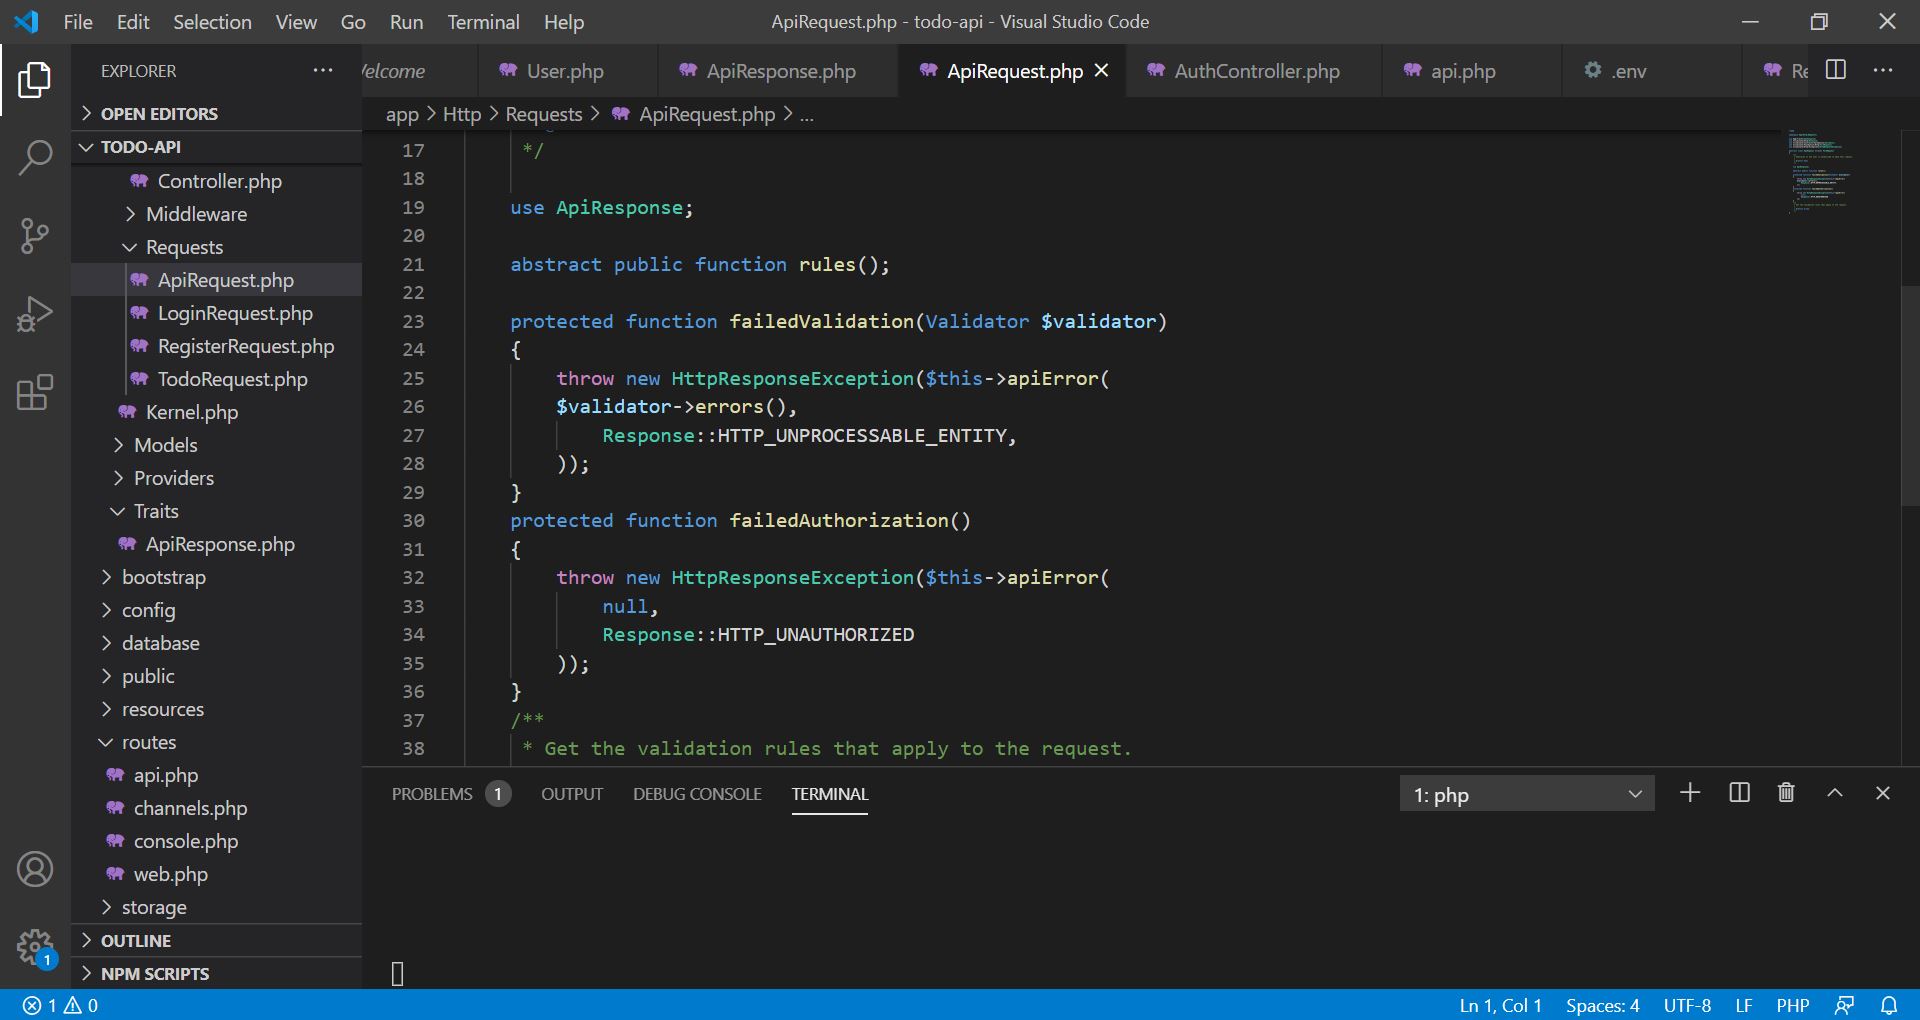 File Edit Selection View Go Run Terminal Help ApiRequest.php - todo-api - Visual Studio Code
EXPLORER
User.php ApiResponse.php ApiRequest.php AuthController.php api.php .env
app > Http > Requests > ApiRequest.php > ...
OPEN EDITORS
TODO-API
Controller.php
Middleware
Requests
ApiRequest.php
LoginRequest.php
RegisterRequest.php
TodoRequest.php
Kernel.php
Models
Providers
Traits
ApiResponse.php
bootstrap
config
database
public
resources
routes
api.php
channels.php
console.php
web.php
storage
OUTLINE
NPM SCRIPTS
17 */
18
19 use ApiResponse;
20
21 abstract public function rules();
22
23 protected function failedValidation(Validator $validator)
24 {
25 throw new HttpResponseException($this->apiError(
26 $validator->errors(),
27 Response::HTTP_UNPROCESSABLE_ENTITY,
28 ));
29 }
30 protected function failedAuthorization()
31 {
32 throw new HttpResponseException($this->apiError(
33 null,
34 Response::HTTP_UNAUTHORIZED
35 ));
36 }
37 /**
38 * Get the validation rules that apply to the request.
PROBLEMS 1 OUTPUT DEBUG CONSOLE TERMINAL 1: php
1
1 0 Ln 1, Col 1 Spaces: 4 UTF-8 LF PHP